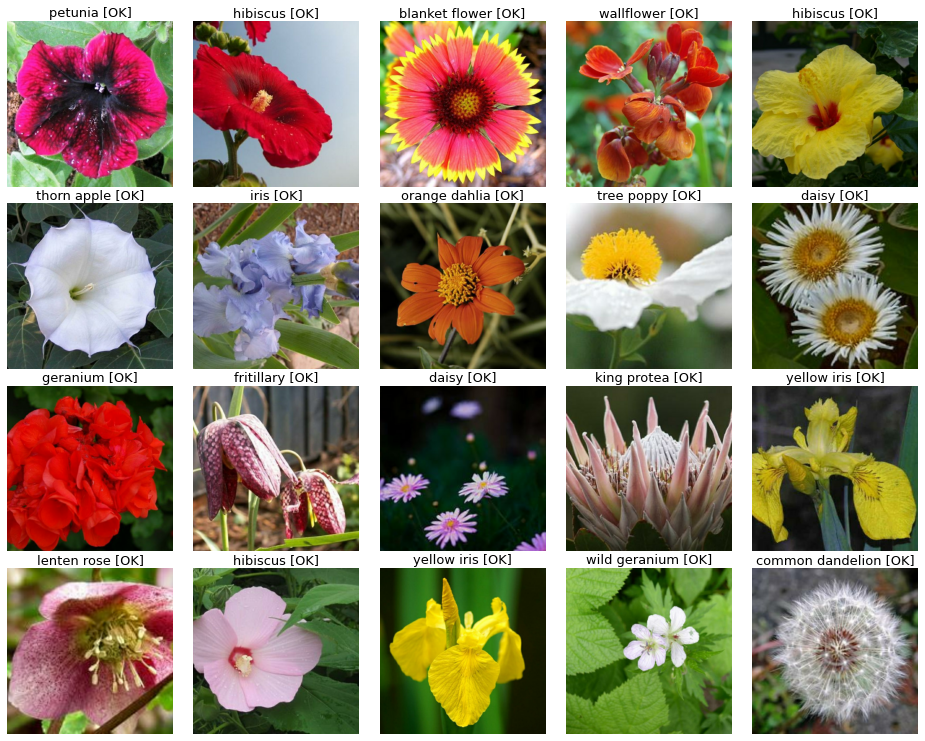 petunia [OK]
hibiscus [OK]
blanket flower [OK]
wallflower [OK]
hibiscus [OK]
thorn apple [OK]
iris [OK]
orange dahlia [OK]
tree poppy [OK]
daisy [OK]
geranium [OK]
fritillary [OK]
daisy [OK]
king protea [OK]
yellow iris [OK]
lenten rose [OK]
hibiscus [OK]
yellow iris [OK]
wild geranium [OK]
common dandelion [OK]